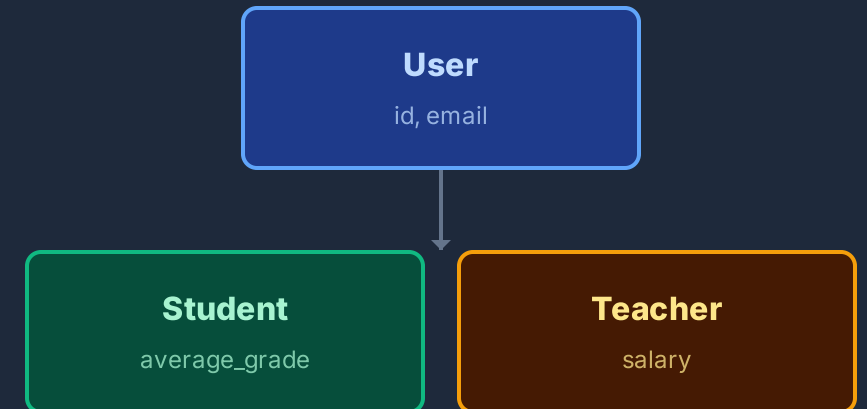 User
id, email
Student
average_grade
Teacher
salary